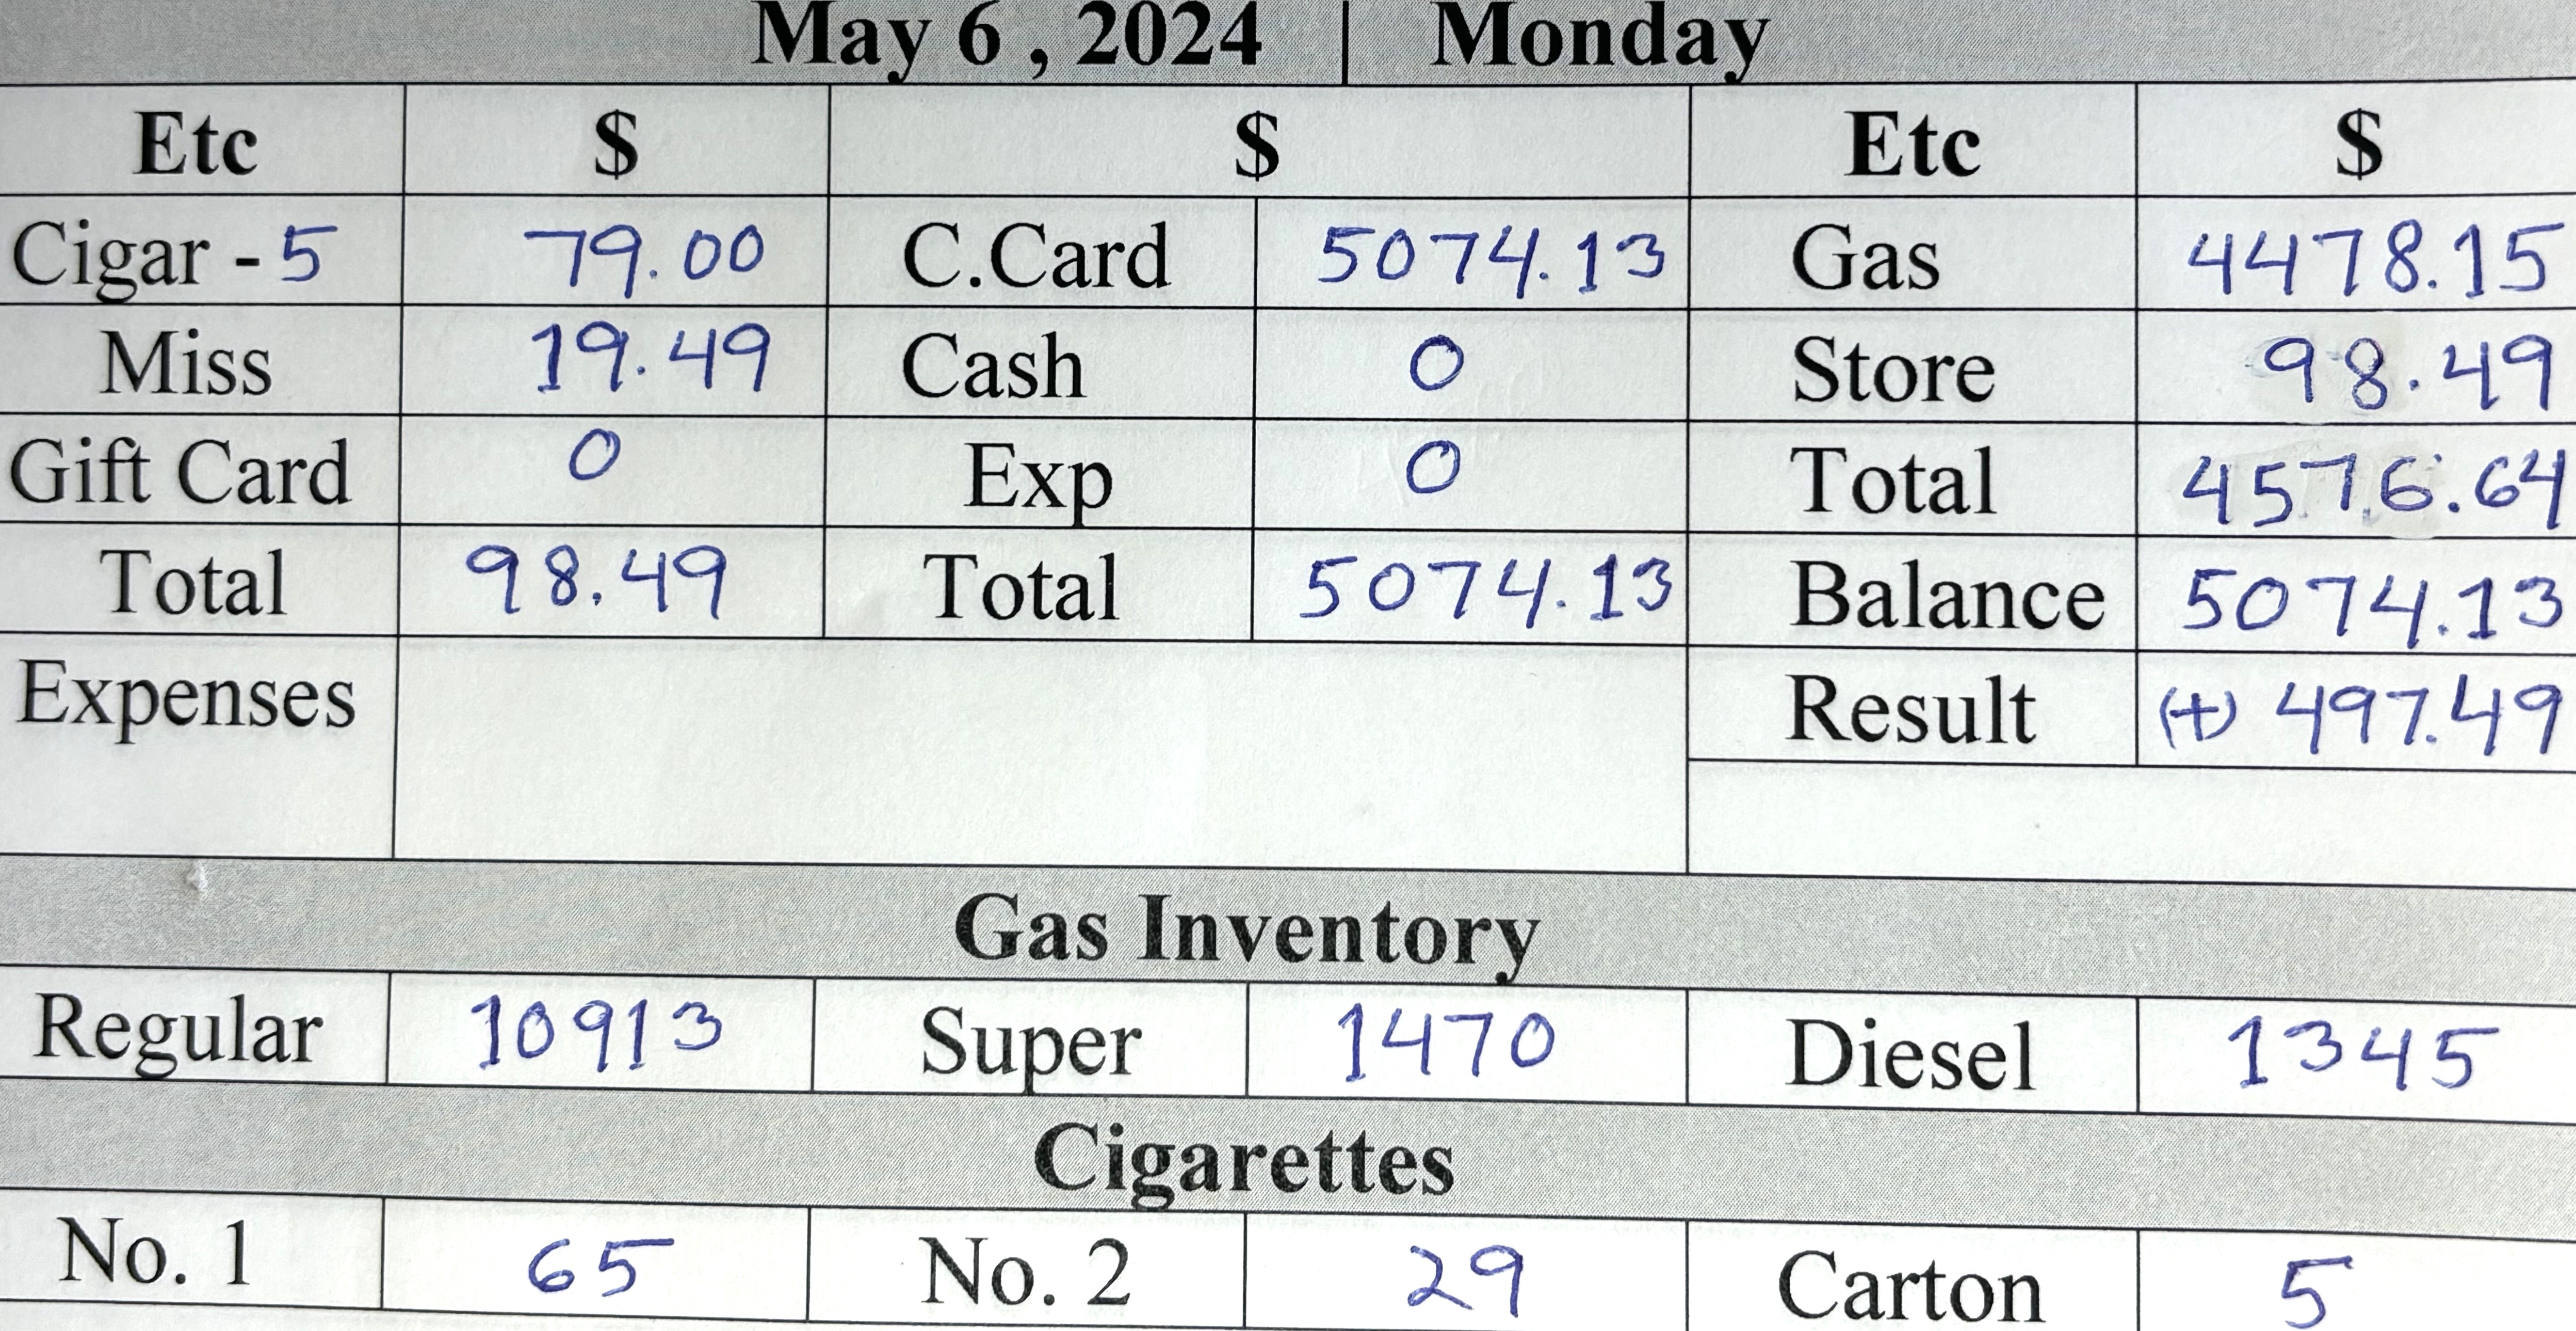 May 6 , 2024 | Monday
Etc $ $ Etc $
Cigar - 5 79.00 C.Card 5074.13 Gas 4478.15
Miss 19.49 Cash 0 Store 98.49
Gift Card 0 Exp 0 Total 4576.64
Total 98.49 Total 5074.13 Balance 5074.13
Expenses Result (+) 497.49
Gas Inventory
Regular 10913 Super 1470 Diesel 1345
Cigarettes
No. 1 65 No. 2 29 Carton 5